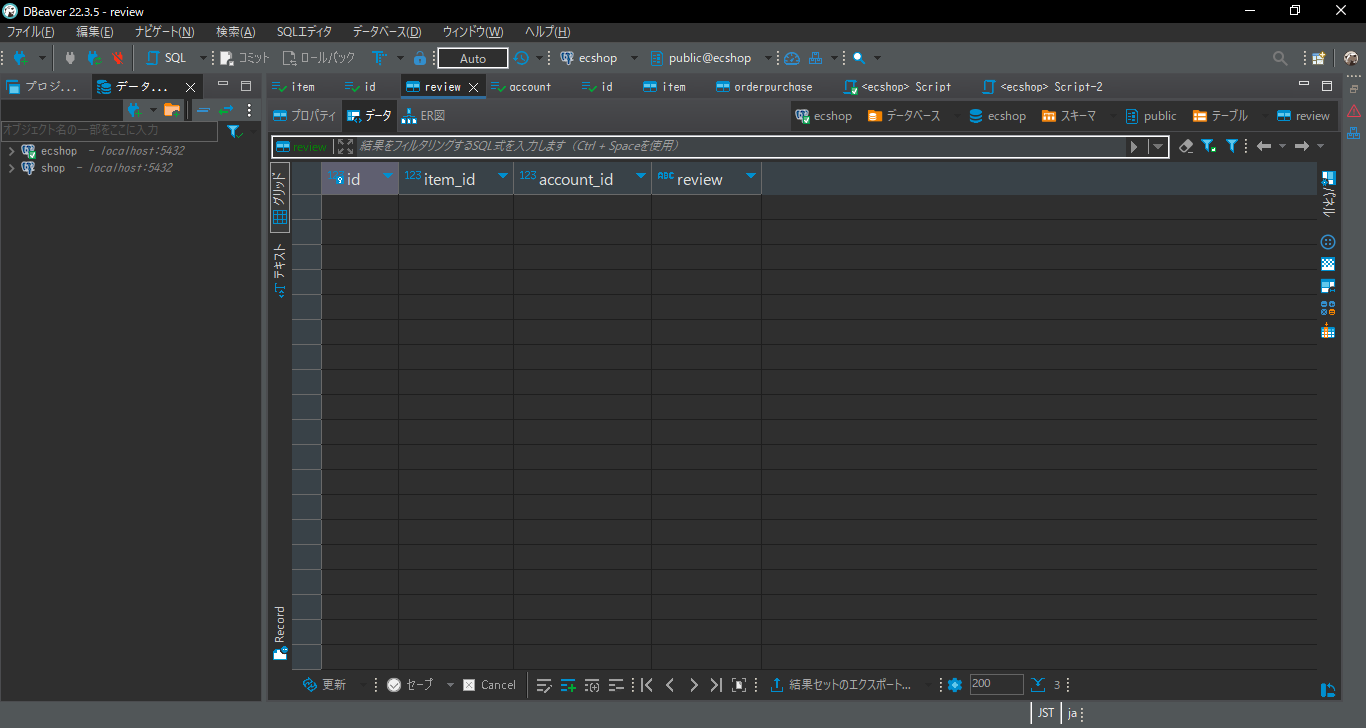 DBeaver 22.3.5 - review
ファイル(F) 編集(E) ナビゲート(N) 検索(A) SQLエディタ データベース(D) ウィンドウ(W) ヘルプ(H)
SQL コミット ロールバック Auto ecshop public@ecshop
プロジ... データ... item id review account id item orderpurchase <ecshop> Script <ecshop> Script-2
プロパティ データ ER図 ecshop データベース ecshop スキーマ public テーブル review
オブジェクト名の一部をここに入力
review 結果をフィルタリングするSQL式を入力します (Ctrl + Spaceを使用)
ecshop - localhost:5432
shop - localhost:5432
グリッド
テキスト
Record
id 123 item_id 123 account_id ABC review
パネル
更新 セーブ Cancel 結果セットのエクスポート... 200 3
JST ja